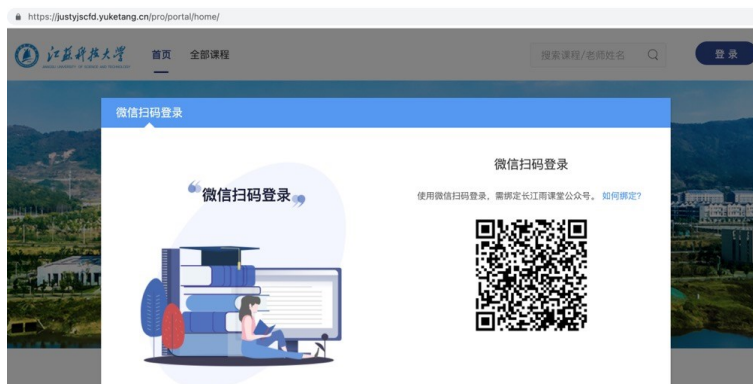 https://justyjscfd.yuketang.cn/pro/portal/home/
江苏科技大学 首页 全部课程 搜索课程/老师姓名 登录
微信扫码登录
微信扫码登录
使用微信扫码登录，需绑定长江雨课堂公众号。 如何绑定?
“微信扫码登录”